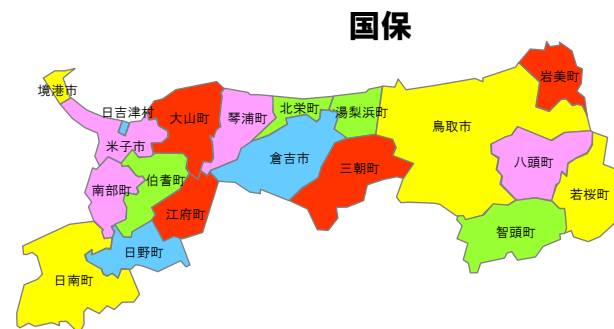 国保
岩美町
境港市
日吉津村
大山町
琴浦町
北栄町
湯梨浜町
鳥取市
米子市
倉吉市
三朝町
八頭町
南部町
伯耆町
若桜町
江府町
智頭町
日野町
日南町